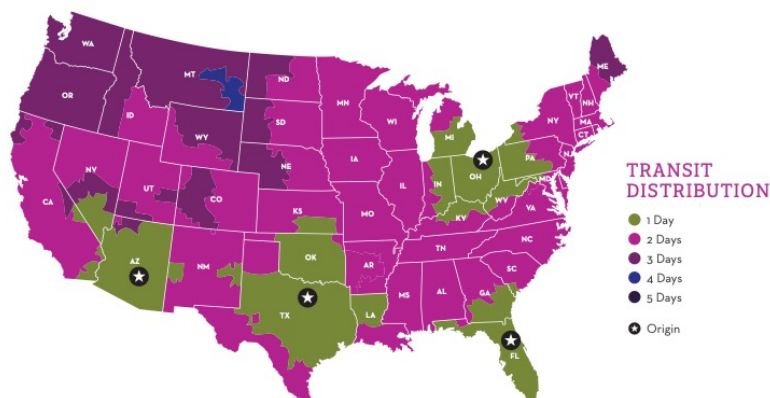 WA
MT
ND
ME
OR
MN
VT
NH
ID
WI
NY
MA
SD
WY
MI
CT
IA
PA
NJ
NE
OH
NV
IN
MD
IL
UT
CO
WV
CA
VA
KS
MO
KY
NC
TN
OK
AZ
AR
NM
SC
MS
AL
GA
TX
LA
FL
TRANSIT
DISTRIBUTION
1 Day
2 Days
3 Days
4 Days
5 Days
Origin